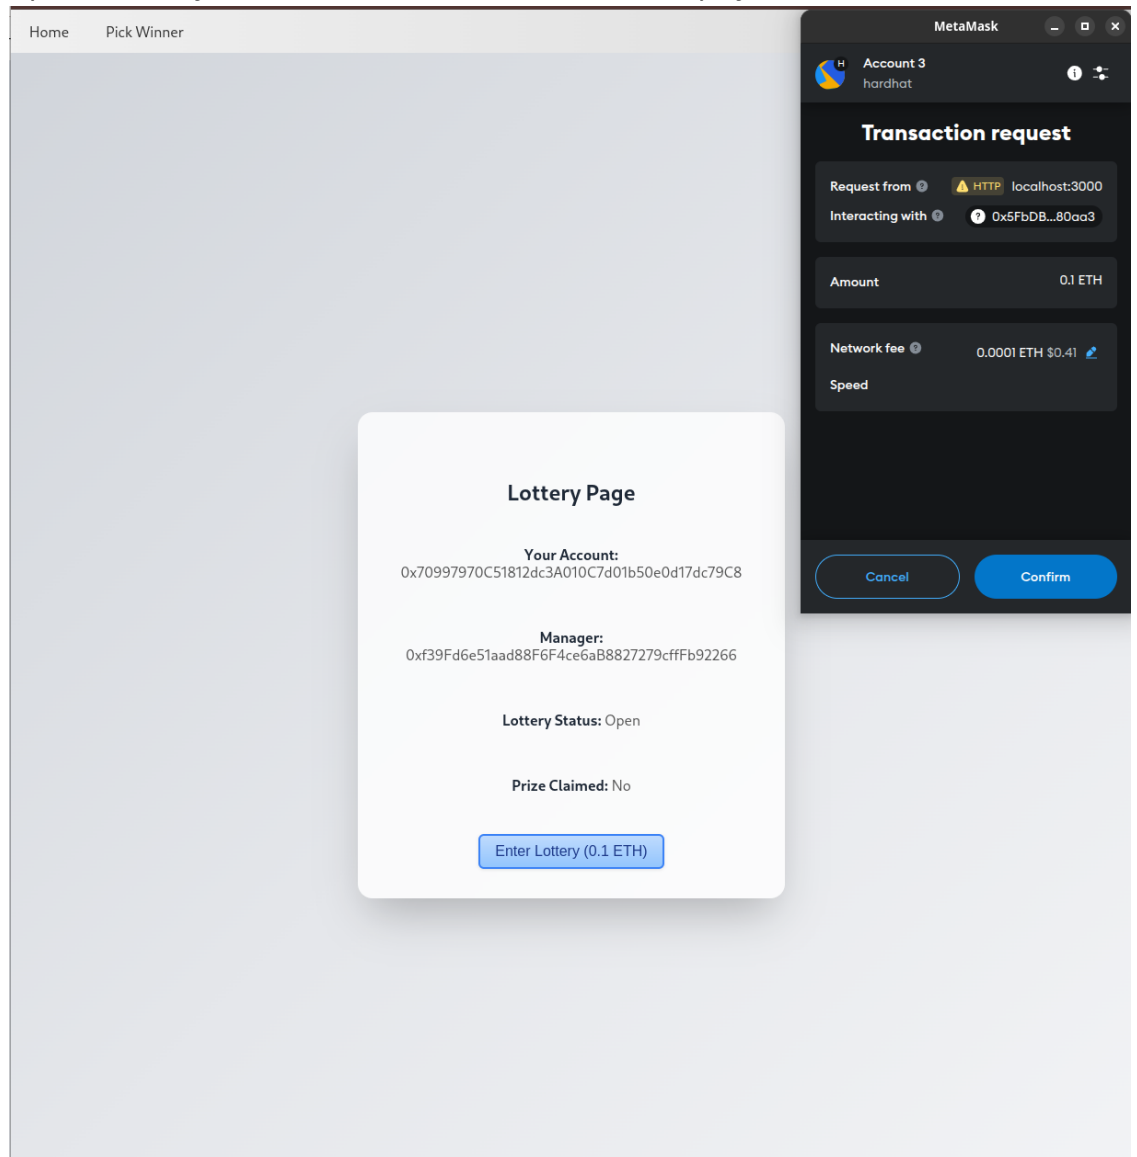 Home Pick Winner
MetaMask
H Account 3
hardhat
Transaction request
Request from HTTP localhost:3000
Interacting with 0x5FbDB...80aa3
Amount 0.1 ETH
Network fee 0.0001 ETH $0.41
Speed
Cancel Confirm
Lottery Page
Your Account:
0x70997970C51812dc3A010C7d01b50e0d17dc79C8
Manager:
0xf39Fd6e51aad88F6F4ce6aB8827279cffFb92266
Lottery Status: Open
Prize Claimed: No
Enter Lottery (0.1 ETH)